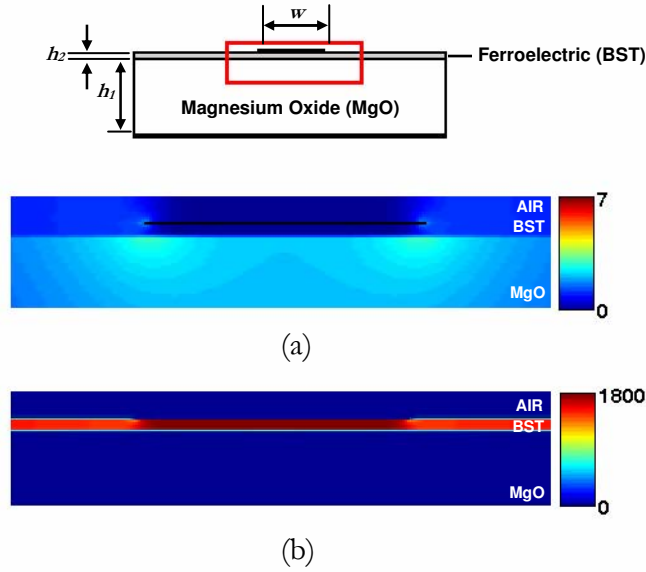 w
h2
h1
Ferroelectric (BST)
Magnesium Oxide (MgO)
AIR
BST
MgO
7
0
(a)
AIR
BST
MgO
1800
0
(b)